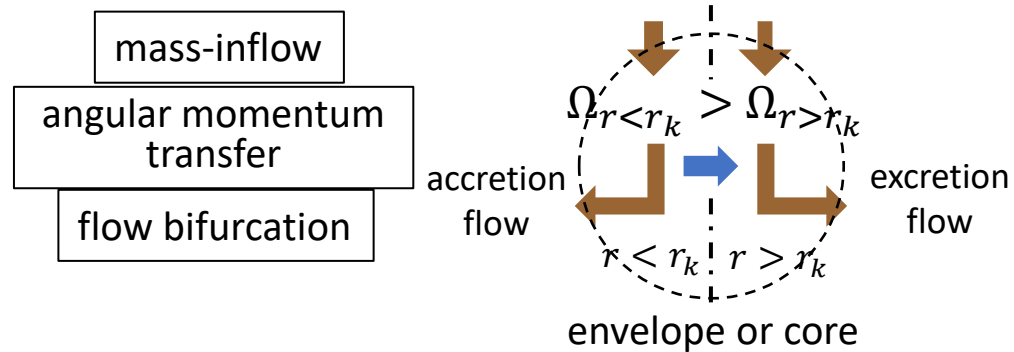 mass-inflow
angular momentum
transfer
flow bifurcation
Ω_{r<r_k} > Ω_{r>r_k}
accretion
flow
excretion
flow
r < r_k
r > r_k
envelope or core